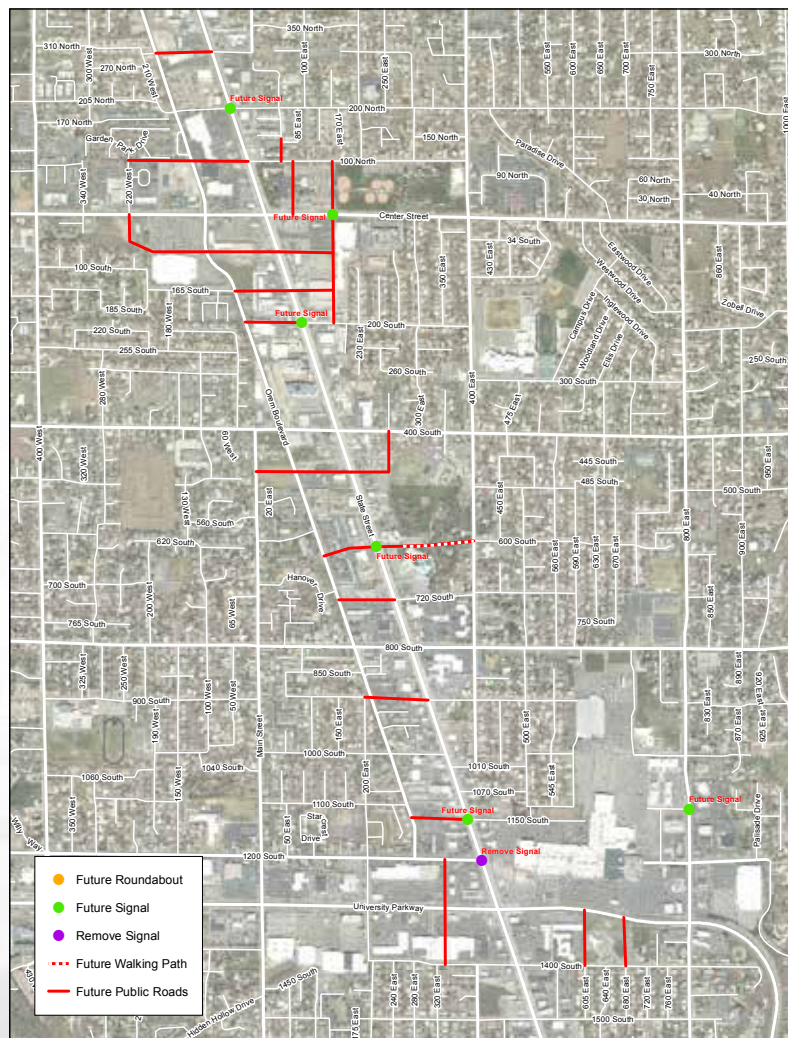 350 North
310 North
300 West
270 North
210 West
100 East
250 East
550 East
600 East
650 East
700 East
750 East
300 North
1000 East
205 North
Future Signal
200 North
170 North
85 East
170 East
Garden Park Drive
150 North
100 North
Paradise Drive
340 West
220 West
90 North
60 North
30 North
40 North
Future Signal
Center Street
34 South
430 East
350 East
Eastwood Drive
Westwood Drive
Inglewood Drive
860 East
100 South
165 South
185 South
180 West
220 South
255 South
Future Signal
200 South
230 East
260 South
Campus Drive
Woodland Drive
Ellis Drive
Zobell Drive
250 South
300 South
280 West
Orem Boulevard
300 East
400 East
475 East
400 West
320 West
60 West
400 South
445 South
485 South
950 East
500 South
130 West
20 East
State Street
450 East
560 South
620 South
Future Signal
600 South
560 East
590 East
630 East
670 East
800 East
900 East
700 South
200 West
65 West
Hanover Drive
720 South
850 East
765 South
750 South
800 South
325 West
250 West
850 South
890 East
920 East
900 South
190 West
100 West
50 West
Main Street
150 East
500 East
830 East
870 East
925 East
1000 South
1010 South
1040 South
1060 South
150 West
200 East
545 East
1070 South
350 West
1100 South
50 East
Starcrest Drive
Future Signal
1150 South
Future Signal
Palisade Drive
1200 South
Remove Signal
University Parkway
1400 South
1450 South
Hidden Hollow Drive
175 East
240 East
280 East
320 East
605 East
640 East
680 East
720 East
760 East
1500 South
Future Roundabout
Future Signal
Remove Signal
Future Walking Path
Future Public Roads